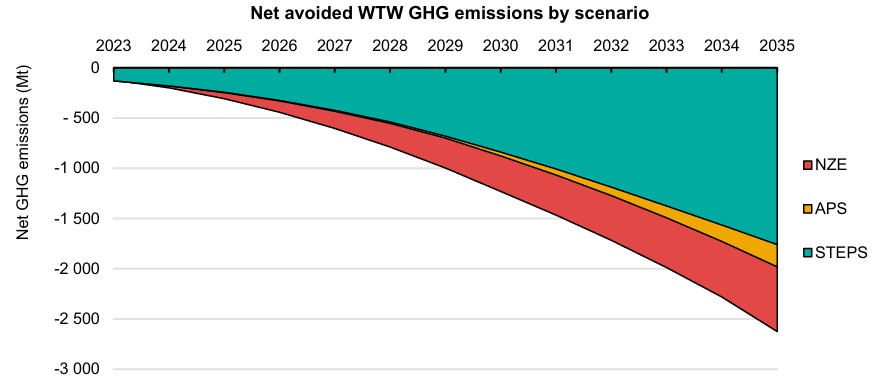 Net avoided WTW GHG emissions by scenario
2023 2024 2025 2026 2027 2028 2029 2030 2031 2032 2033 2034 2035
Net GHG emissions (Mt)
0
- 500
-1 000
-1 500
-2 000
-2 500
-3 000
NZE
APS
STEPS